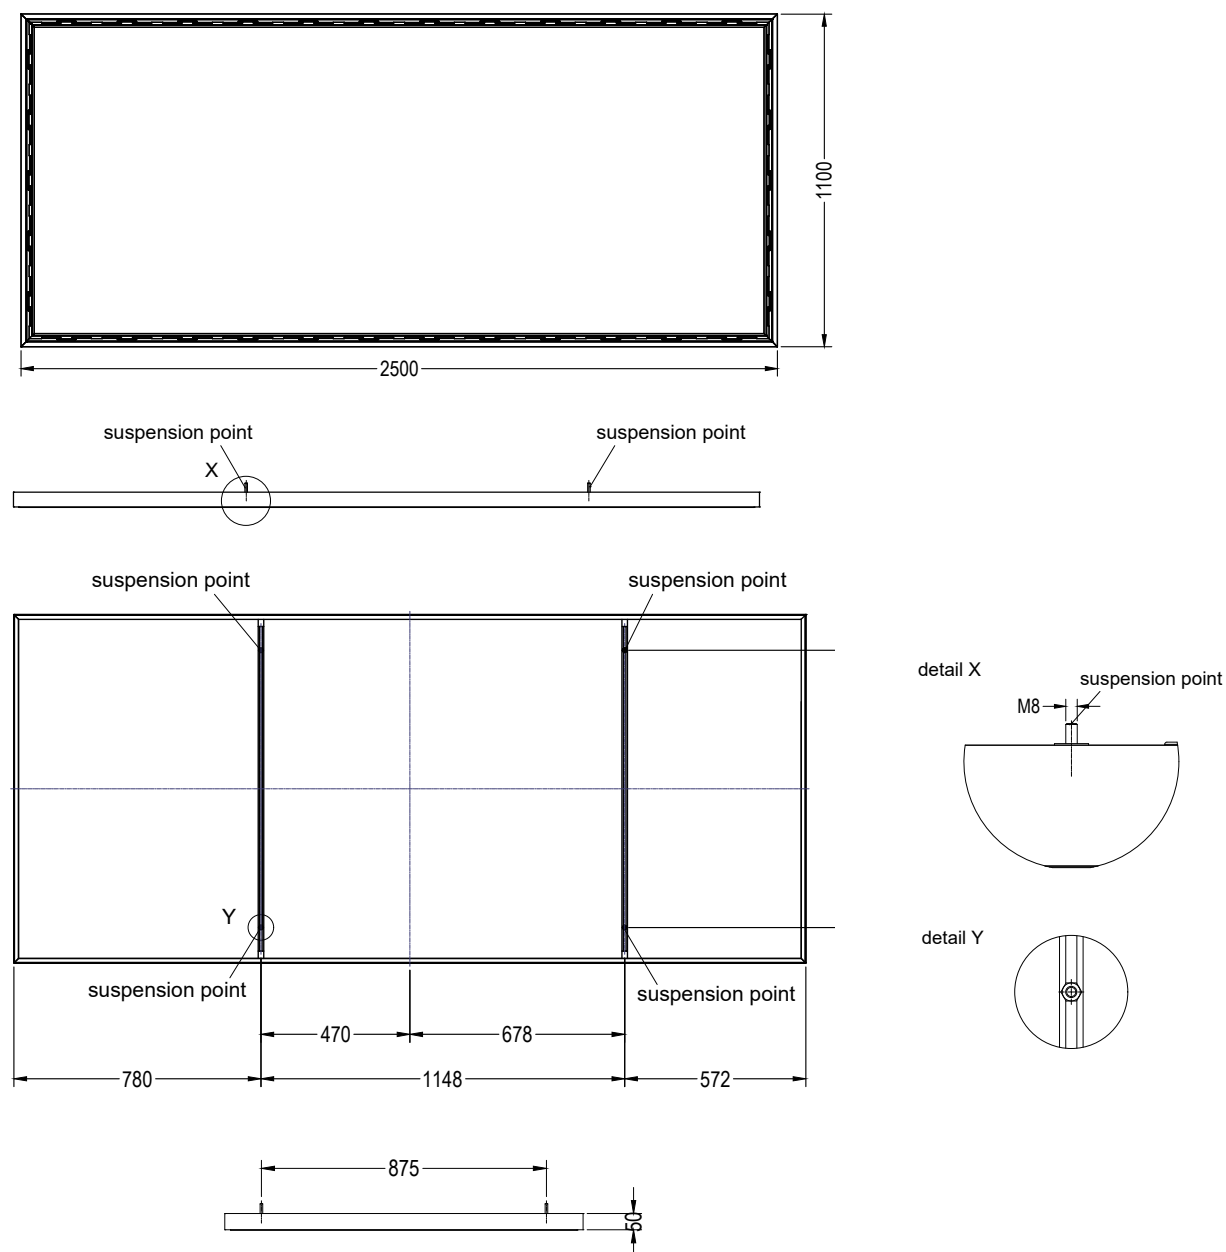 1100
2500
suspension point
suspension point
X
suspension point
suspension point
detail X
suspension point
M8
Y
detail Y
suspension point
suspension point
470
678
780
1148
572
875
50